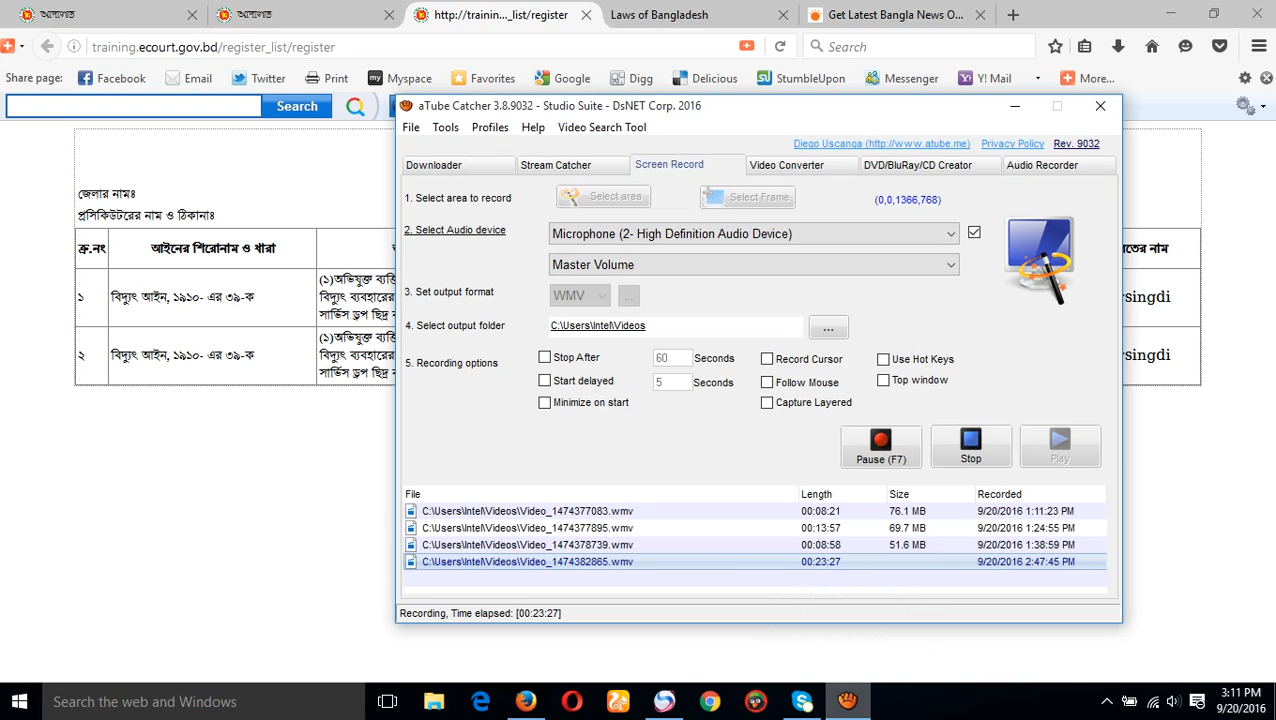 আদালত
আদালত
http://trainin..._list/register
Laws of Bangladesh
Get Latest Bangla News O...
training.ecourt.gov.bd/register_list/register
Search
Share page:
Facebook
Email
Twitter
Print
my
Myspace
Favorites
Google
Digg
Delicious
StumbleUpon
Messenger
Y! Mail
More...
Search
aTube Catcher 3.8.9032 - Studio Suite - DsNET Corp. 2016
File Tools Profiles Help Video Search Tool
Diego Uscanga (http://www.atube.me) Privacy Policy Rev. 9032
Downloader Stream Catcher Screen Record Video Converter DVD/BluRay/CD Creator Audio Recorder
1. Select area to record Select area Select Frame (0,0,1366,768)
2. Select Audio device Microphone (2- High Definition Audio Device)
Master Volume
3. Set output format WMV ...
4. Select output folder C:\Users\Intel\Videos ...
5. Recording options
Stop After 60 Seconds Record Cursor Use Hot Keys
Start delayed 5 Seconds Follow Mouse Top window
Minimize on start Capture Layered
Pause (F7) Stop Play
File Length Size Recorded
C:\Users\Intel\Videos\Video_1474377083.wmv 00:08:21 76.1 MB 9/20/2016 1:11:23 PM
C:\Users\Intel\Videos\Video_1474377895.wmv 00:13:57 69.7 MB 9/20/2016 1:24:55 PM
C:\Users\Intel\Videos\Video_1474378739.wmv 00:08:58 51.6 MB 9/20/2016 1:38:59 PM
C:\Users\Intel\Videos\Video_1474382865.wmv 00:23:27 9/20/2016 2:47:45 PM
Recording, Time elapsed: [00:23:27]
জেলার নামঃ
প্রসিকিউটরের নাম ও ঠিকানাঃ
ক্র.নং আইনের শিরোনাম ও ধারা
১ বিদ্যুৎ আইন, ১৯১০- এর ৩৯-ক
(১)অভিযুক্ত ব্যক্তি
বিদ্যুৎ ব্যবহারের
সার্ভিস ড্রপ ছিদ্র
rsingdi
২ বিদ্যুৎ আইন, ১৯১০- এর ৩৯-ক
(১)অভিযুক্ত ব্যক্তি
বিদ্যুৎ ব্যবহারের
সার্ভিস ড্রপ ছিদ্র
rsingdi
Search the web and Windows
3:11 PM
9/20/2016